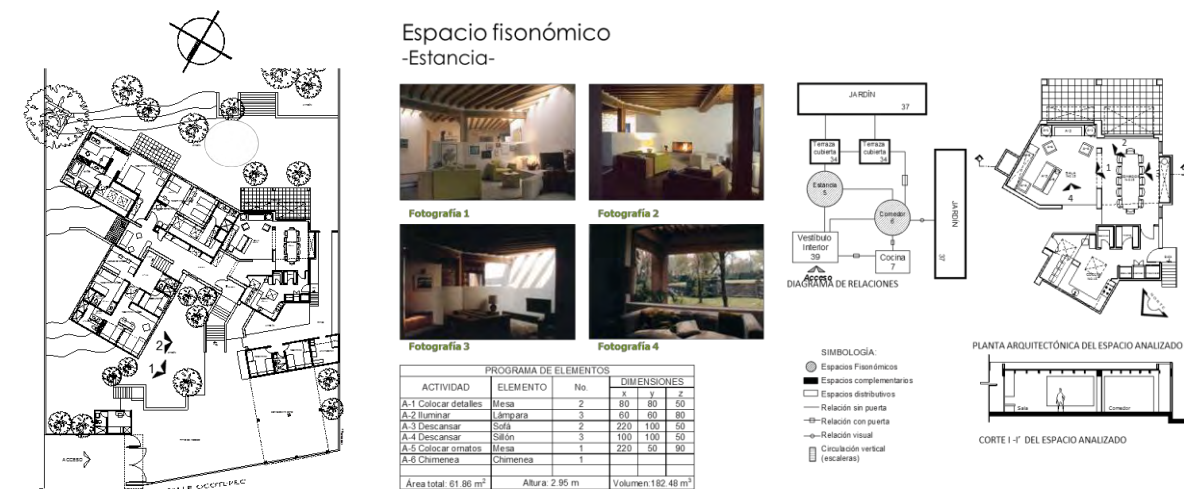 Espacio fisonómico
-Estancia-
Fotografía 1
Fotografía 2
Fotografía 3
Fotografía 4
PROGRAMA DE ELEMENTOS
ACTIVIDAD ELEMENTO No. DIMENSIONES
x y z
A-1 Colocar detalles Mesa 2 80 80 50
A-2 Iluminar Lámpara 3 60 60 80
A-3 Descansar Sofá 2 220 100 50
A-4 Descansar Sillón 3 100 100 50
A-5 Colocar ornatos Mesa 1 220 50 90
A-6 Chimenea Chimenea 1
Área total: 61.86 m² Altura: 2.95 m Volumen:182.48 m³
JARDÍN
37
Terraza cubierta 34
Terraza cubierta 34
Estancia
5
Comedor
6
JARDIN
37
Vestíbulo
Interior
39
Cocina
7
Acceso
DIAGRAMA DE RELACIONES
SIMBOLOGÍA:
Espacios Fisonómicos
Espacios complementarios
Espacios distributivos
Relación sin puerta
Relación con puerta
Relación visual
Circulación vertical
(escaleras)
2
1
4
PLANTA ARQUITECTÓNICA DEL ESPACIO ANALIZADO
Sala
Comedor
CORTE I -I' DEL ESPACIO ANALIZADO
2
1
ACCESO